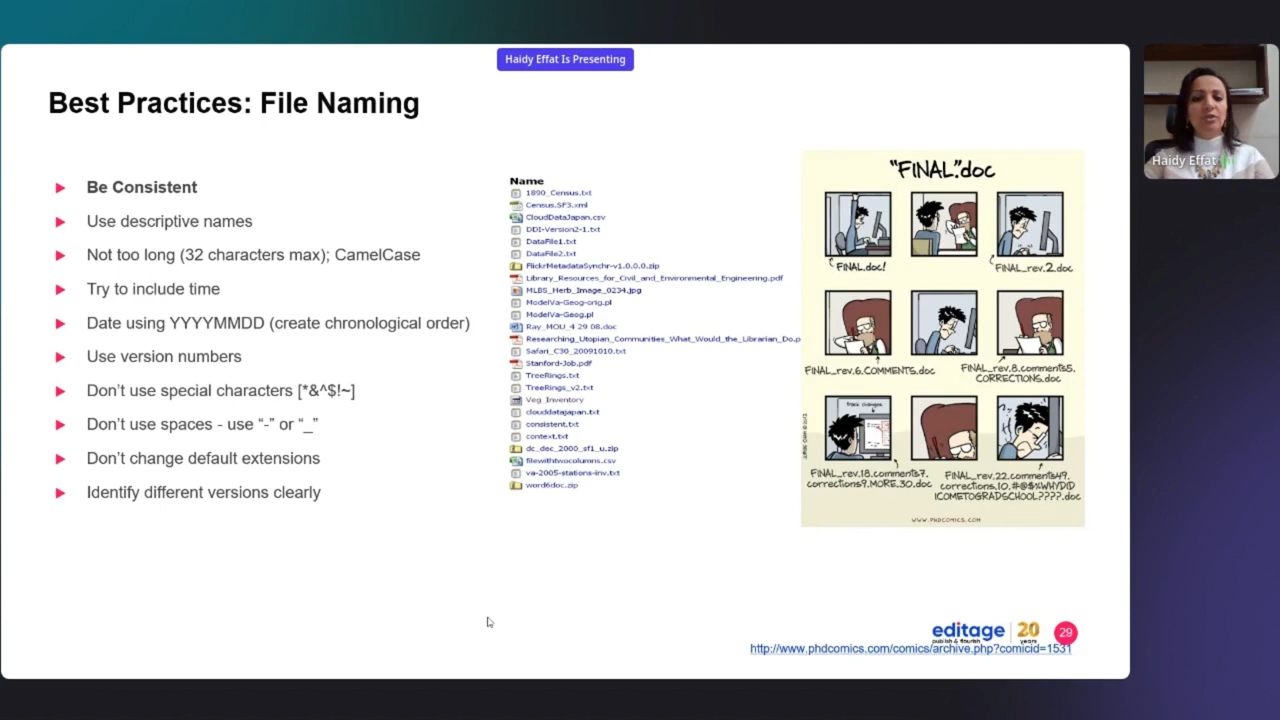 Haidy Effat Is Presenting
Best Practices: File Naming
Be Consistent
Use descriptive names
Not too long (32 characters max); CamelCase
Try to include time
Date using YYYYMMDD (create chronological order)
Use version numbers
Don’t use special characters [*&^$!~]
Don’t use spaces - use “-” or “_”
Don’t change default extensions
Identify different versions clearly
Name
1890_Census.txt
Census.SF3.xml
CloudDataJapan.csv
DDI-Version2-1.txt
DataFile1.txt
DataFile2.txt
FlickrMetadataSynchr-v1.0.0.0.zip
Library_Resources_for_Civil_and_Environmental_Engineering.pdf
MLBS_Herb_Image_0234.jpg
ModelVa-Geog-orig.pl
ModelVa-Geog.pl
Ray_MOU_4 29 08.doc
Researching_Utopian_Communities_What_Would_the_Librarian_Do.p
Safari_C30_20091010.txt
Stanford-Job.pdf
TreeRings.txt
TreeRings_v2.txt
Veg_Inventory
clouddatajapan.txt
consistent.txt
context.txt
dc_dec_2000_sf1_u.zip
filewithtwocolumns.csv
va-2005-stations-inv.txt
word6doc.zip
“FINAL”.doc
FINAL.doc!
FINAL_rev.2.doc
FINAL_rev.6.COMMENTS.doc
FINAL_rev.8.comments5.
CORRECTIONS.doc
track changes
FINAL_rev.18.comments7.
corrections9.MORE.30.doc
FINAL_rev.22.comments49.
corrections.10.#@$%WHYDID
ICOMETOGRADSCHOOL????.doc
WWW.PHDCOMICS.COM
editage
publish & flourish
20
years
29
http://www.phdcomics.com/comics/archive.php?comicid=1531
Haidy Effat